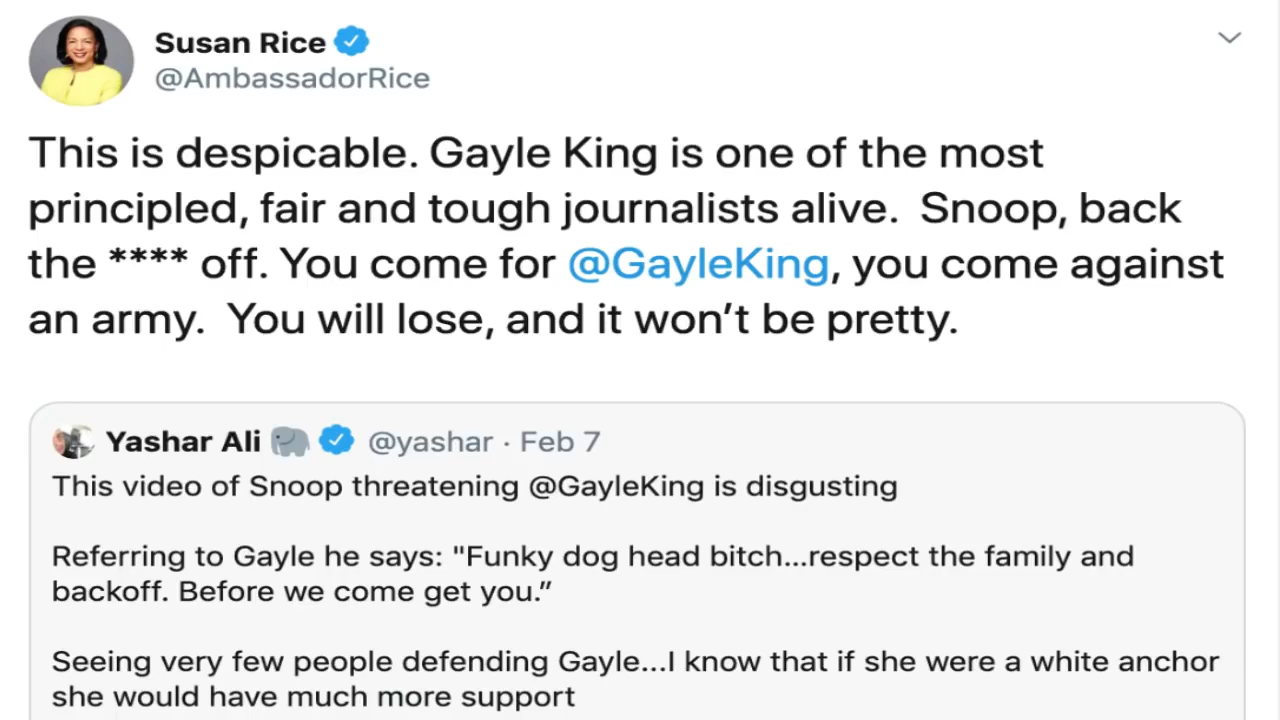 Susan Rice
@AmbassadorRice
This is despicable. Gayle King is one of the most
principled, fair and tough journalists alive.  Snoop, back
the **** off. You come for @GayleKing, you come against
an army.  You will lose, and it won’t be pretty.
Yashar Ali 🐘 @yashar · Feb 7
This video of Snoop threatening @GayleKing is disgusting
Referring to Gayle he says: "Funky dog head bitch...respect the family and
backoff. Before we come get you.”
Seeing very few people defending Gayle...I know that if she were a white anchor
she would have much more support